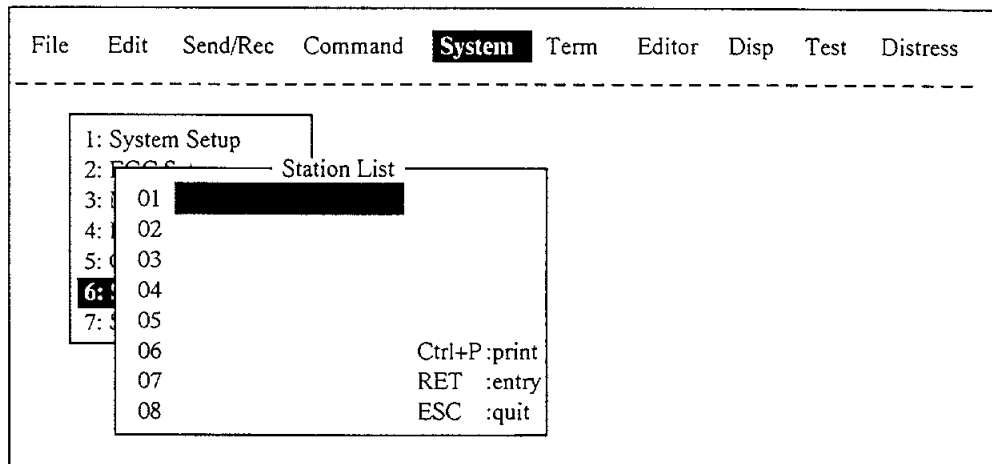 File Edit Send/Rec Command System Term Editor Disp Test Distress
1: System Setup
2:
Station List
3:
01
4:
02
5:
03
6:
04
7:
05
06 Ctrl+P :print
07 RET :entry
08 ESC :quit